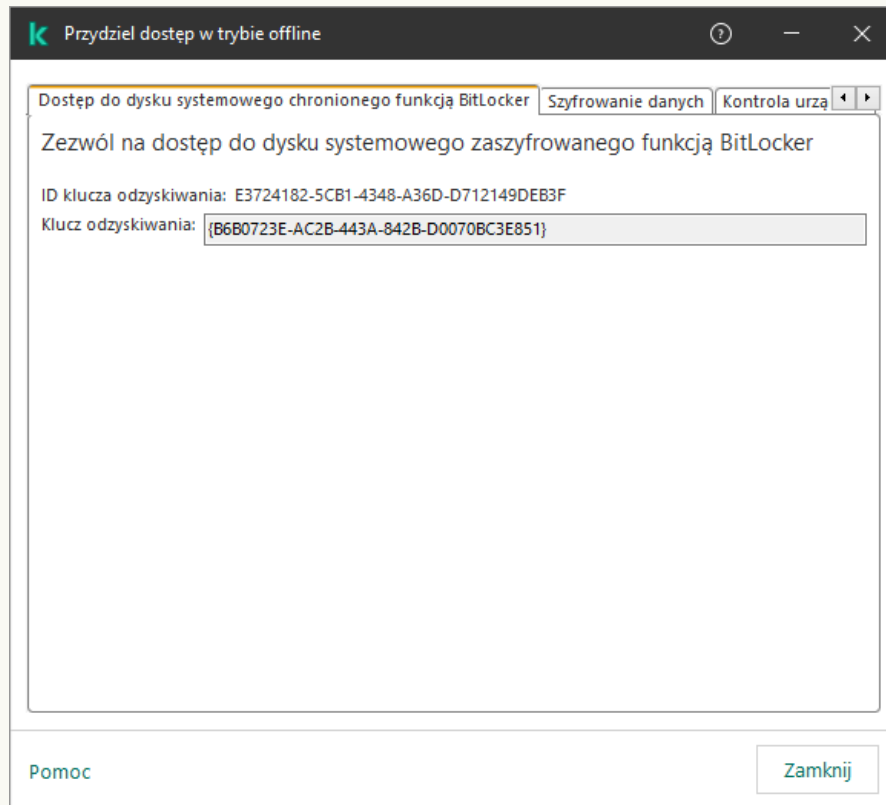 Przydziel dostęp w trybie offline
Dostęp do dysku systemowego chronionego funkcją BitLocker Szyfrowanie danych Kontrola urzą
Zezwól na dostęp do dysku systemowego zaszyfrowanego funkcją BitLocker
ID klucza odzyskiwania: E3724182-5CB1-4348-A36D-D712149DEB3F
Klucz odzyskiwania: {B6B0723E-AC2B-443A-842B-D0070BC3E851}
Pomoc Zamknij